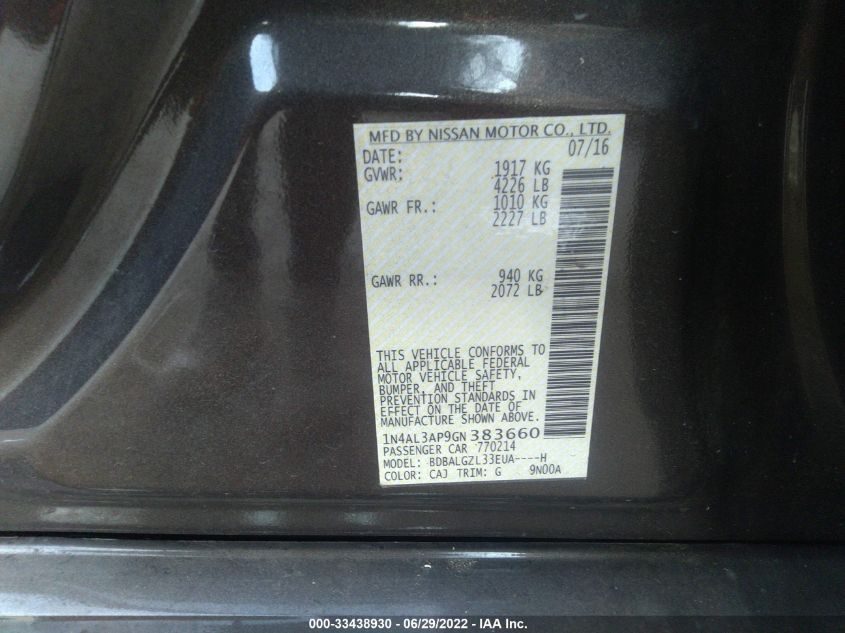 MFD BY NISSAN MOTOR CO., LTD.
DATE: 07/16
GVWR: 1917 KG
4226 LB
GAWR FR.: 1010 KG
2227 LB
GAWR RR.: 940 KG
2072 LB
THIS VEHICLE CONFORMS TO
ALL APPLICABLE FEDERAL
MOTOR VEHICLE SAFETY,
BUMPER, AND THEFT
PREVENTION STANDARDS IN
EFFECT ON THE DATE OF
MANUFACTURE SHOWN ABOVE.
1N4AL3AP9GN383660
PASSENGER CAR 770214
MODEL: BDBALGZL33EUA----H
COLOR: CAJ TRIM: G 9N00A
000-33438930 - 06/29/2022 - IAA Inc.